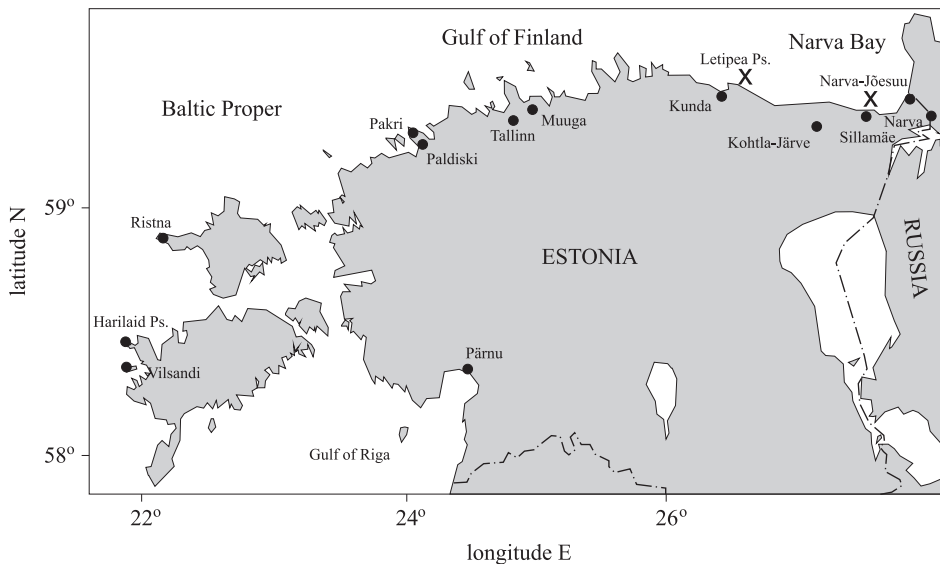 Gulf of Finland
Narva Bay
Letipea Ps.
X
Narva-Jõesuu
X
Baltic Proper
Kunda
Pakri
Muuga
Tallinn
Narva
Sillamäe
Kohtla-Järve
Paldiski
59°
Ristna
latitude N
ESTONIA
RUSSIA
Harilaid Ps.
Vilsandi
Pärnu
58°
Gulf of Riga
22°
24°
26°
longitude E